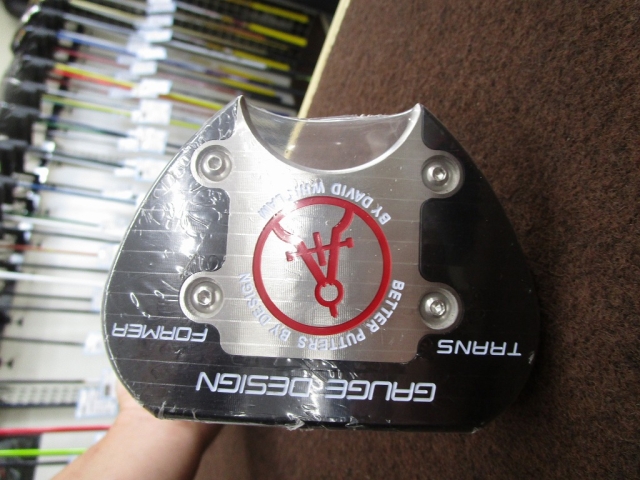 GAUGE DESIGN
TRANS FORMER
BETTER PUTTERS BY DESIGN
BY DAVID WHITLAM